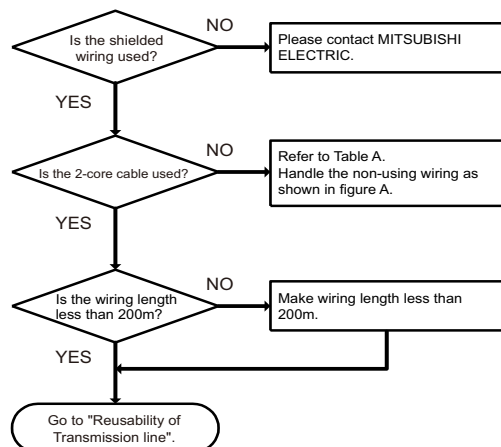 Is the shielded
wiring used?
NO
Please contact MITSUBISHI
ELECTRIC.
YES
Is the 2-core cable used?
NO
Refer to Table A.
Handle the non-using wiring as
shown in figure A.
YES
Is the wiring length
less than 200m?
NO
Make wiring length less than
200m.
YES
Go to "Reusability of
Transmission line".